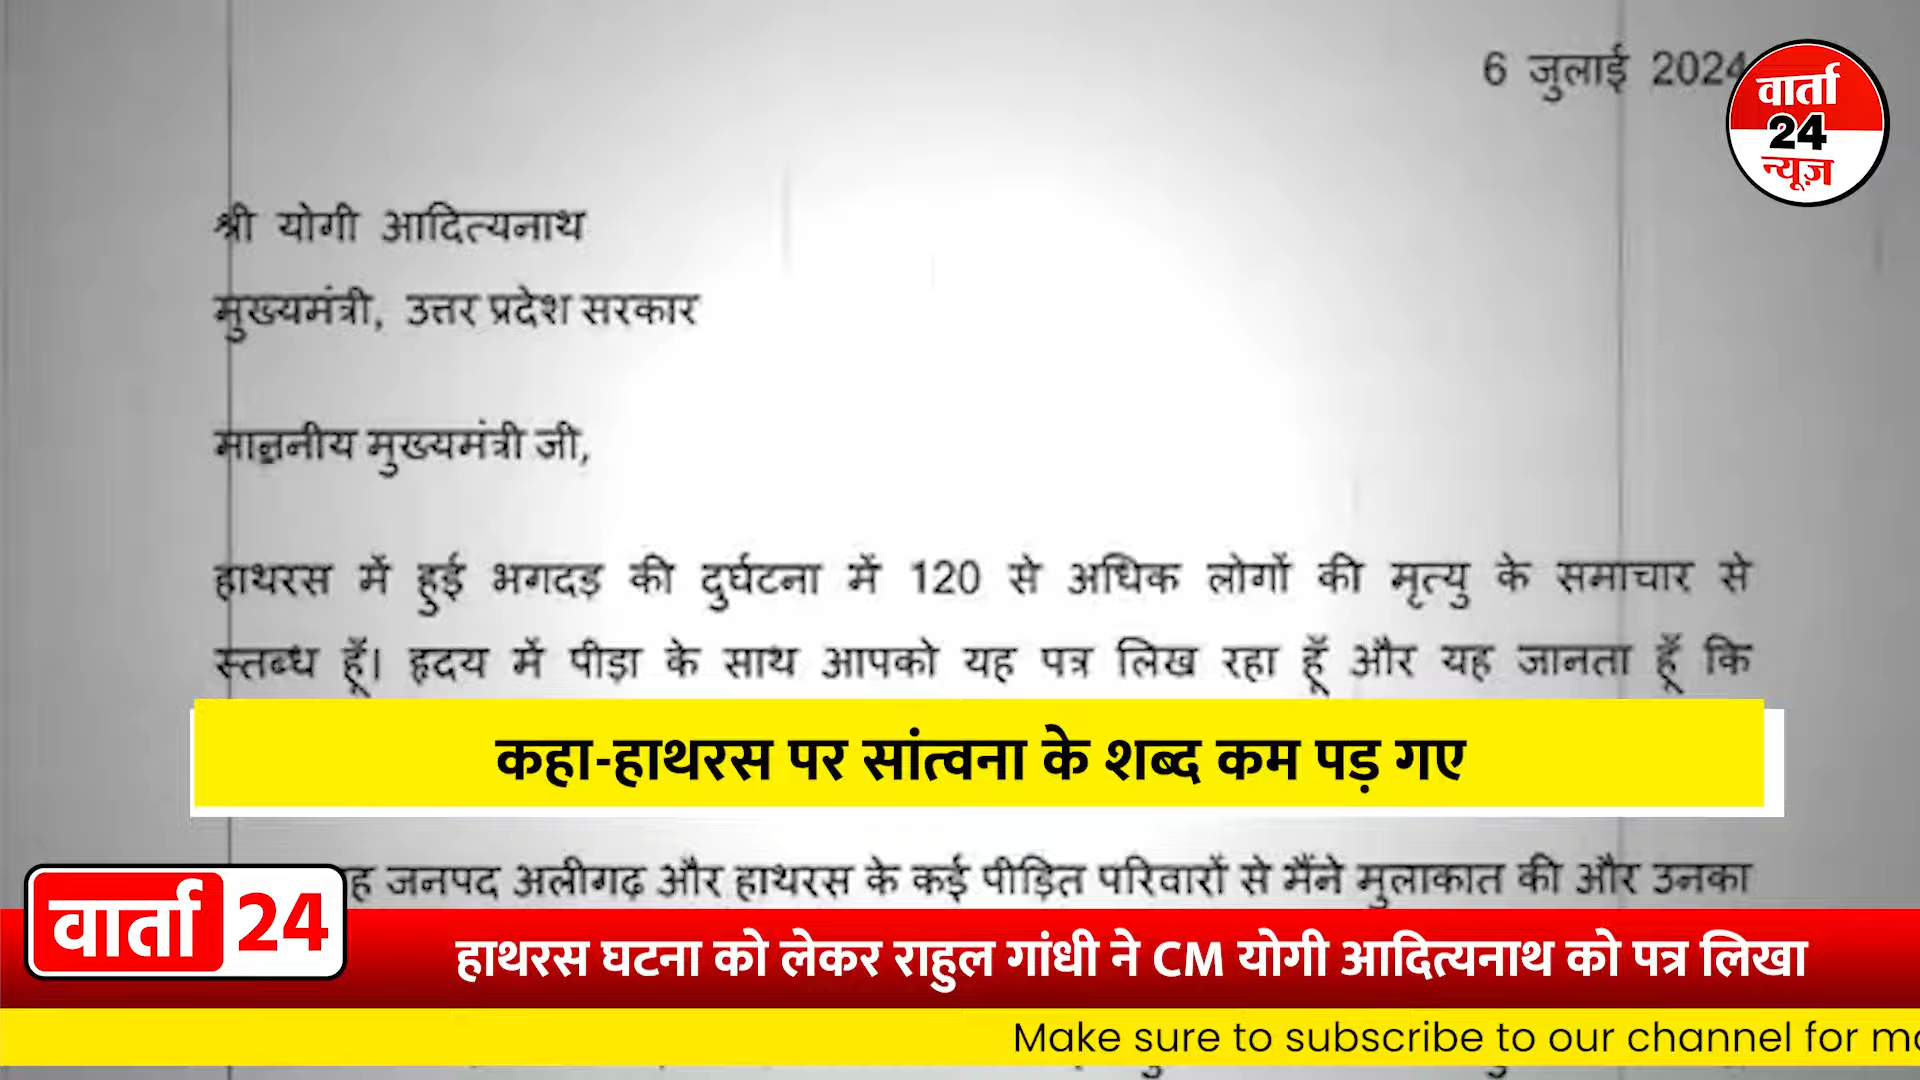 6 जुलाई 2024
वार्ता
24
न्यूज़
श्री योगी आदित्यनाथ
मुख्यमंत्री, उत्तर प्रदेश सरकार
माननीय मुख्यमंत्री जी,
हाथरस में हुई भगदड़ की दुर्घटना में 120 से अधिक लोगों की मृत्यु के समाचार से
स्तब्ध हूँ। हृदय में पीड़ा के साथ आपको यह पत्र लिख रहा हूँ और यह जानता हूँ कि
कहा-हाथरस पर सांत्वना के शब्द कम पड़ गए
जनपद अलीगढ़ और हाथरस के कई पीड़ित परिवारों से मैंने मुलाकात की और उनका
वार्ता 24
हाथरस घटना को लेकर राहुल गांधी ने CM योगी आदित्यनाथ को पत्र लिखा
Make sure to subscribe to our channel for